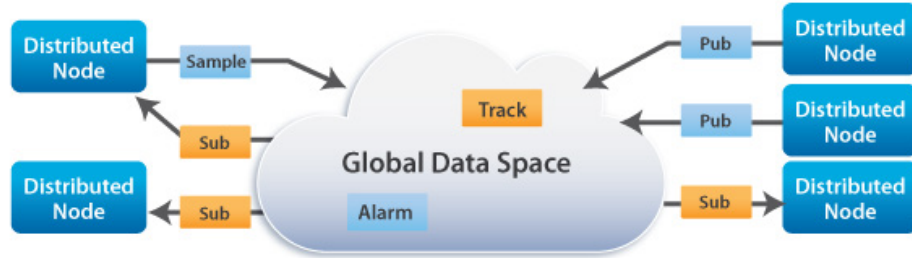 Distributed
Node
Sample
Sub
Distributed
Node
Sub
Track
Global Data Space
Alarm
Pub
Distributed
Node
Pub
Distributed
Node
Sub
Distributed
Node